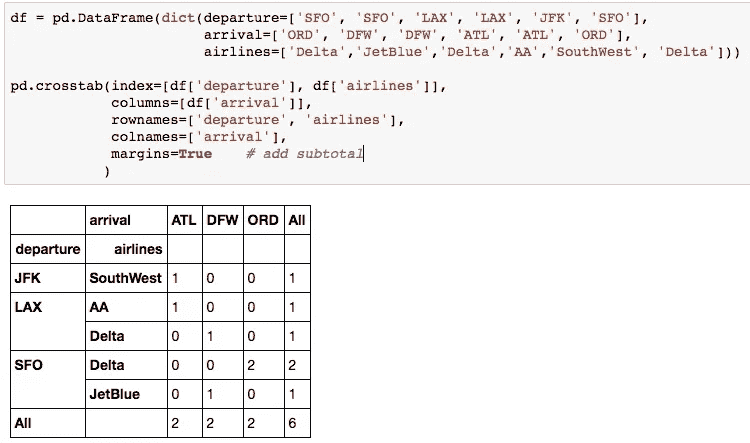 df = pd.DataFrame(dict(departure=['SFO', 'SFO', 'LAX', 'LAX', 'JFK', 'SFO'],
arrival=['ORD', 'DFW', 'DFW', 'ATL', 'ATL', 'ORD'],
airlines=['Delta','JetBlue','Delta','AA','SouthWest', 'Delta']))
pd.crosstab(index=[df['departure'], df['airlines']],
columns=[df['arrival']],
rownames=['departure', 'airlines'],
colnames=['arrival'],
margins=True # add subtotal
)
arrival ATL DFW ORD All
departure airlines
JFK SouthWest 1 0 0 1
LAX AA 1 0 0 1
Delta 0 1 0 1
SFO Delta 0 0 2 2
JetBlue 0 1 0 1
All 2 2 2 6